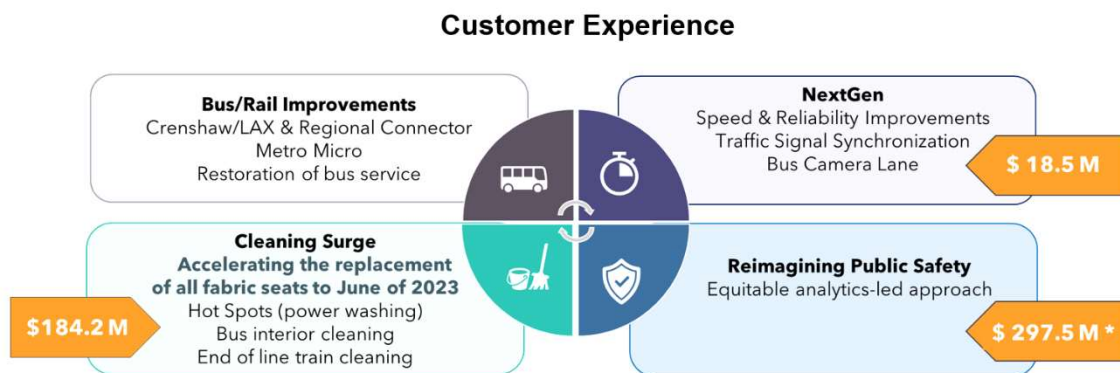 Customer Experience
Bus/Rail Improvements
Crenshaw/LAX & Regional Connector
Metro Micro
Restoration of bus service
NextGen
Speed & Reliability Improvements
Traffic Signal Synchronization
Bus Camera Lane
$ 18.5 M
Cleaning Surge
Accelerating the replacement
of all fabric seats to June of 2023
Hot Spots (power washing)
Bus interior cleaning
End of line train cleaning
$184.2 M
Reimagining Public Safety
Equitable analytics-led approach
$ 297.5 M *